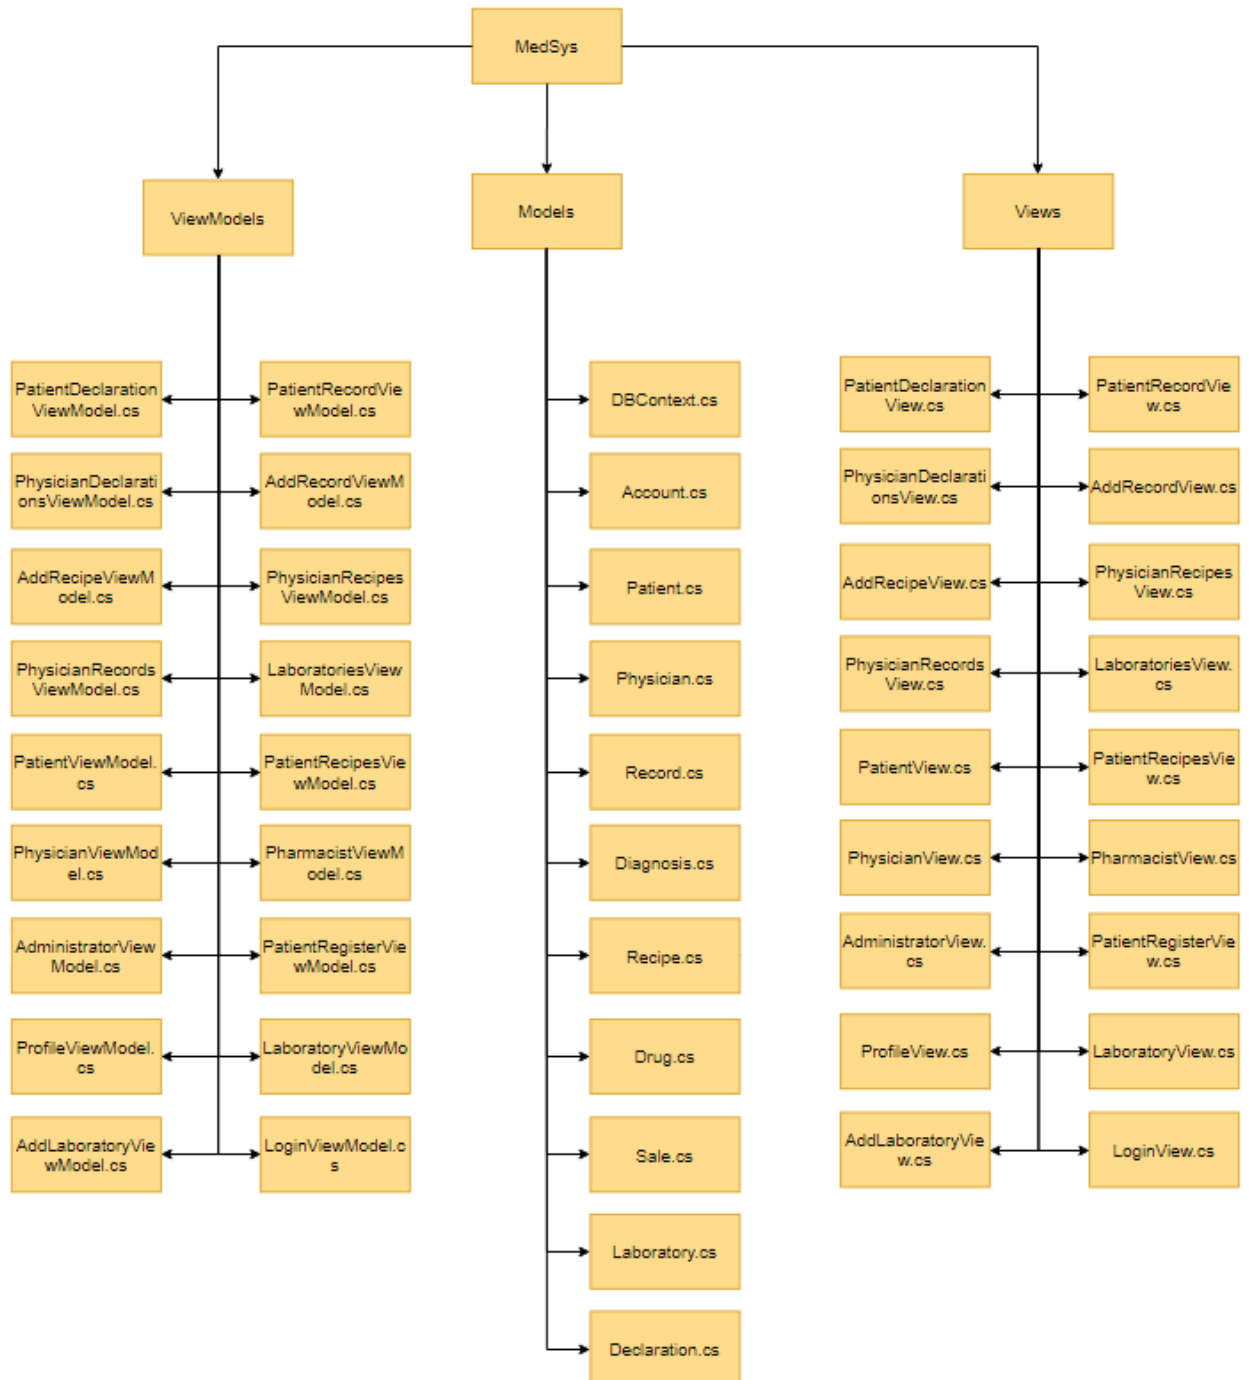 MedSys
ViewModels
Models
Views
PatientDeclaration
ViewModel.cs
PatientRecordVi
ewModel.cs
DBContext.cs
PatientDeclaration
View.cs
PatientRecordVie
w.cs
PhysicianDeclarati
onsViewModel.cs
AddRecordViewM
odel.cs
Account.cs
PhysicianDeclarati
onsView.cs
AddRecordView.cs
AddRecipeViewM
odel.cs
PhysicianRecipes
ViewModel.cs
Patient.cs
AddRecipeView.cs
PhysicianRecipes
View.cs
PhysicianRecords
ViewModel.cs
LaboratoriesView
Model.cs
Physician.cs
PhysicianRecords
View.cs
LaboratoriesView.
cs
PatientViewModel.
cs
PatientRecipesVie
wModel.cs
Record.cs
PatientView.cs
PatientRecipesVie
w.cs
PhysicianViewMod
el.cs
PharmacistViewM
odel.cs
Diagnosis.cs
PhysicianView.cs
PharmacistView.cs
AdministratorView
Model.cs
PatientRegisterVi
ewModel.cs
Recipe.cs
AdministratorView.
cs
PatientRegisterVie
w.cs
ProfileViewModel.
cs
LaboratoryViewMo
del.cs
Drug.cs
ProfileView.cs
LaboratoryView.cs
AddLaboratoryVie
wModel.cs
LoginViewModel.c
s
Sale.cs
AddLaboratoryVie
w.cs
LoginView.cs
Laboratory.cs
Declaration.cs